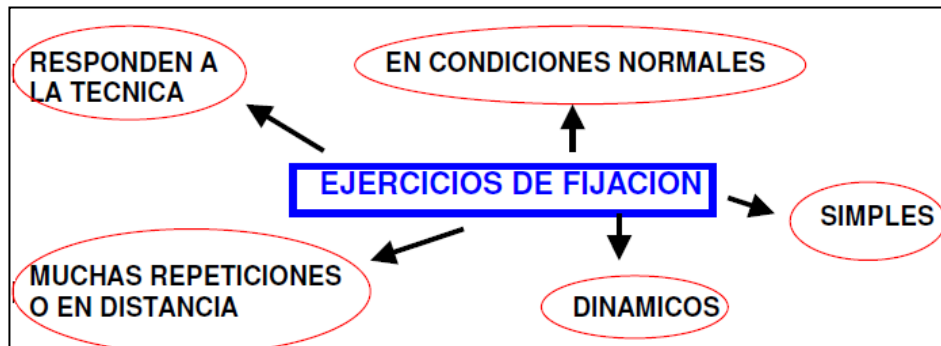 RESPONDEN A
LA TECNICA
EN CONDICIONES NORMALES
EJERCICIOS DE FIJACION
SIMPLES
MUCHAS REPETICIONES
O EN DISTANCIA
DINAMICOS